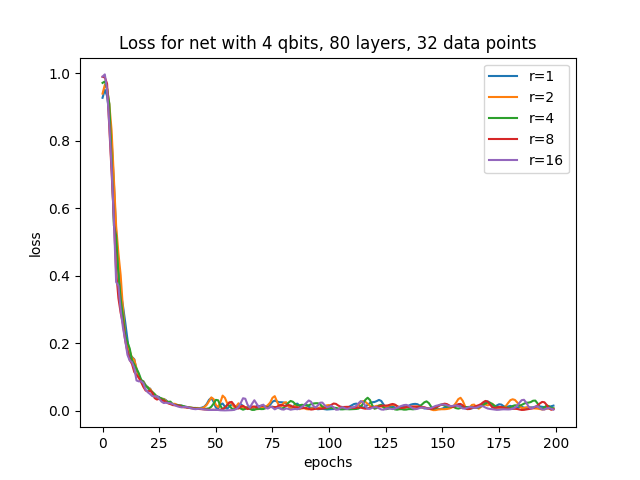 Loss for net with 4 qbits, 80 layers, 32 data points
1.0
0.8
0.6
0.4
0.2
0.0
loss
r=1
r=2
r=4
r=8
r=16
0 25 50 75 100 125 150 175 200
epochs